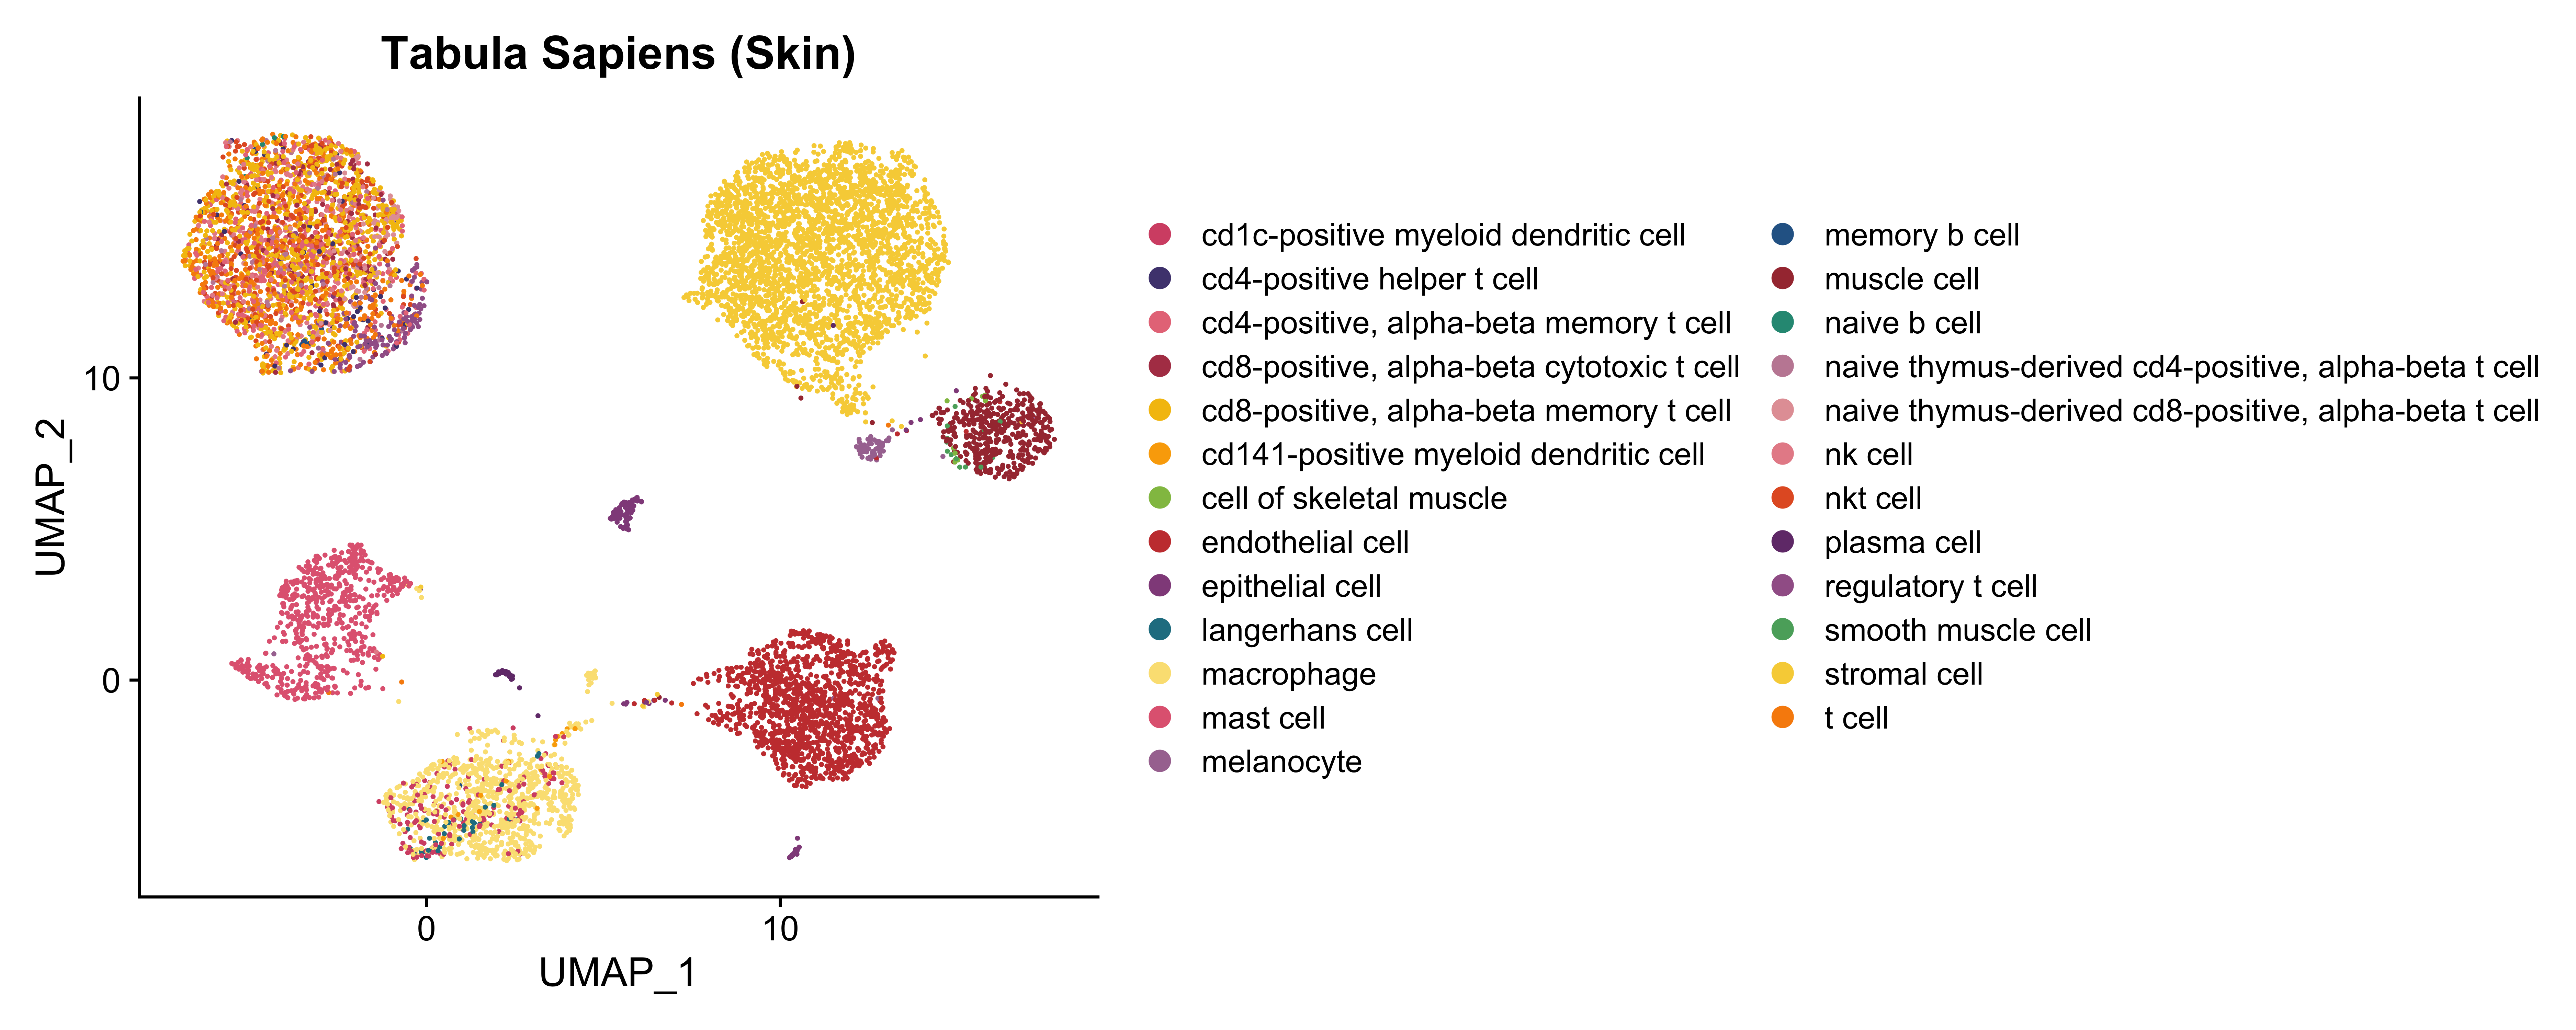 Tabula Sapiens (Skin)
UMAP_2
10
0
0
10
UMAP_1
cd1c-positive myeloid dendritic cell
cd4-positive helper t cell
cd4-positive, alpha-beta memory t cell
cd8-positive, alpha-beta cytotoxic t cell
cd8-positive, alpha-beta memory t cell
cd141-positive myeloid dendritic cell
cell of skeletal muscle
endothelial cell
epithelial cell
langerhans cell
macrophage
mast cell
melanocyte
memory b cell
muscle cell
naive b cell
naive thymus-derived cd4-positive, alpha-beta t cell
naive thymus-derived cd8-positive, alpha-beta t cell
nk cell
nkt cell
plasma cell
regulatory t cell
smooth muscle cell
stromal cell
t cell